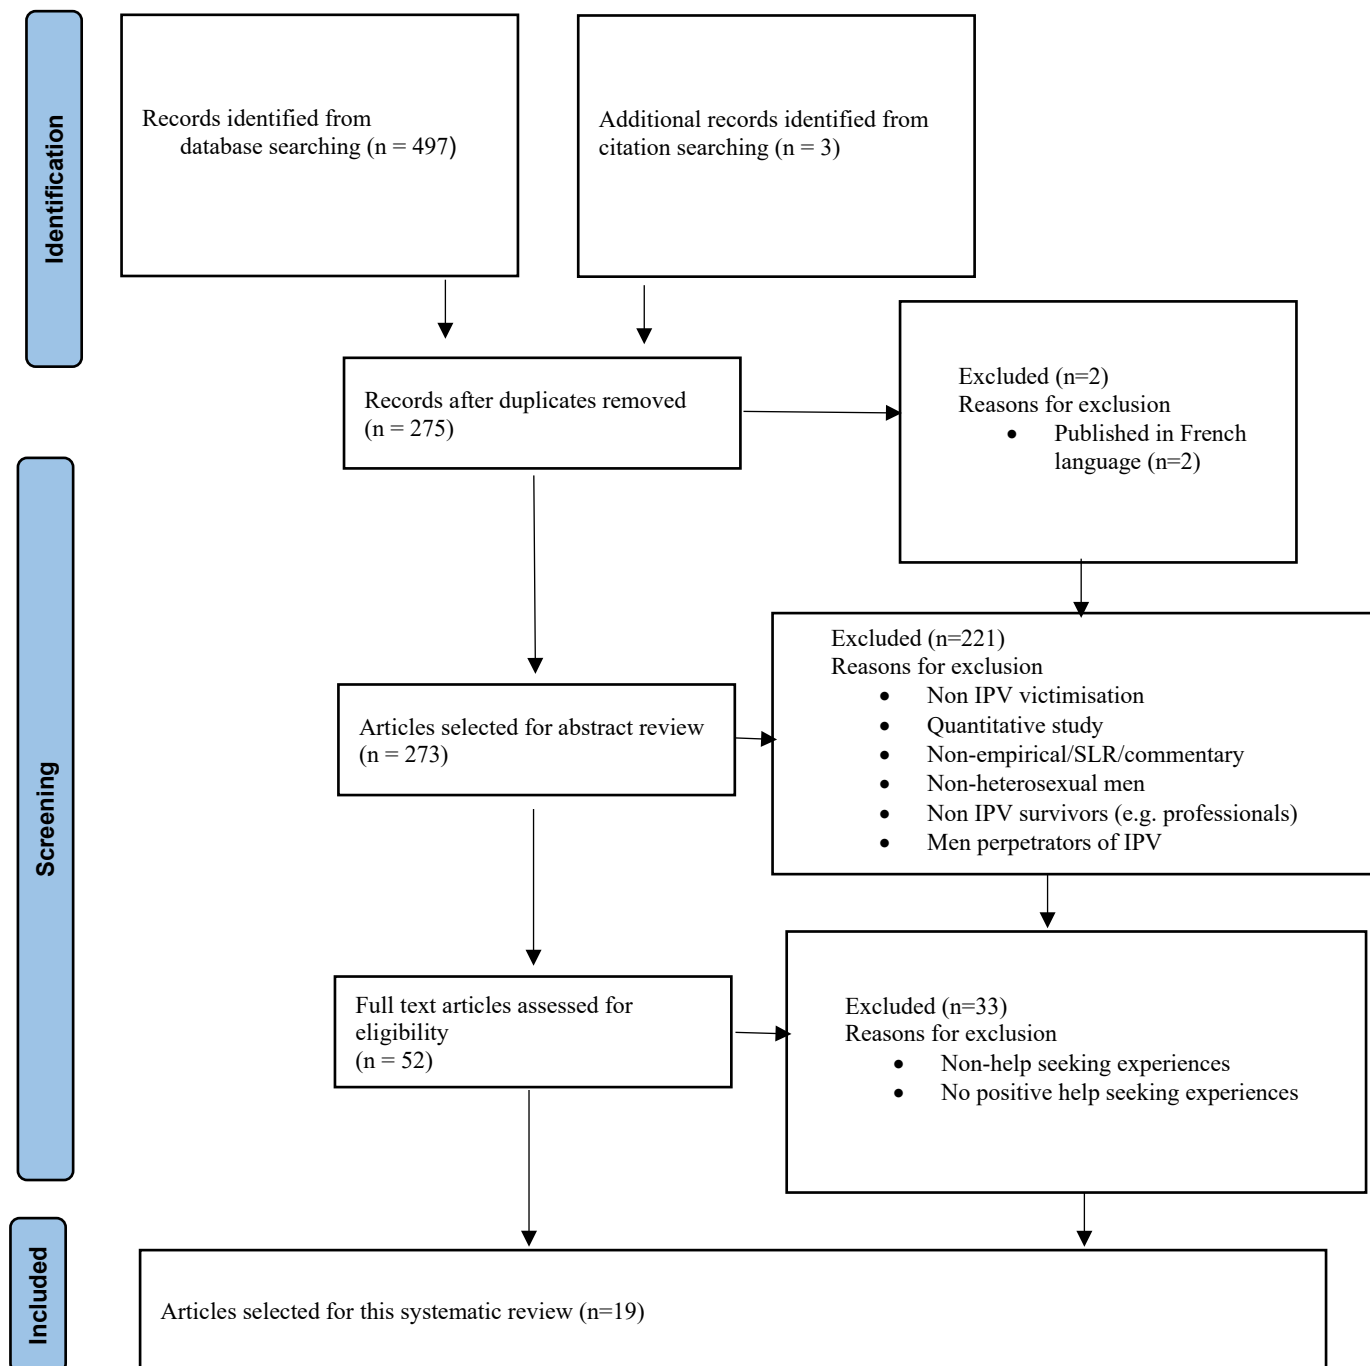 Identification
Records identified from
database searching (n = 497)
Additional records identified from
citation searching (n = 3)
Records after duplicates removed
(n = 275)
Excluded (n=2)
Reasons for exclusion
• Published in French
language (n=2)
Screening
Articles selected for abstract review
(n = 273)
Excluded (n=221)
Reasons for exclusion
• Non IPV victimisation
• Quantitative study
• Non-empirical/SLR/commentary
• Non-heterosexual men
• Non IPV survivors (e.g. professionals)
• Men perpetrators of IPV
Full text articles assessed for
eligibility
(n = 52)
Excluded (n=33)
Reasons for exclusion
• Non-help seeking experiences
• No positive help seeking experiences
Included
Articles selected for this systematic review (n=19)